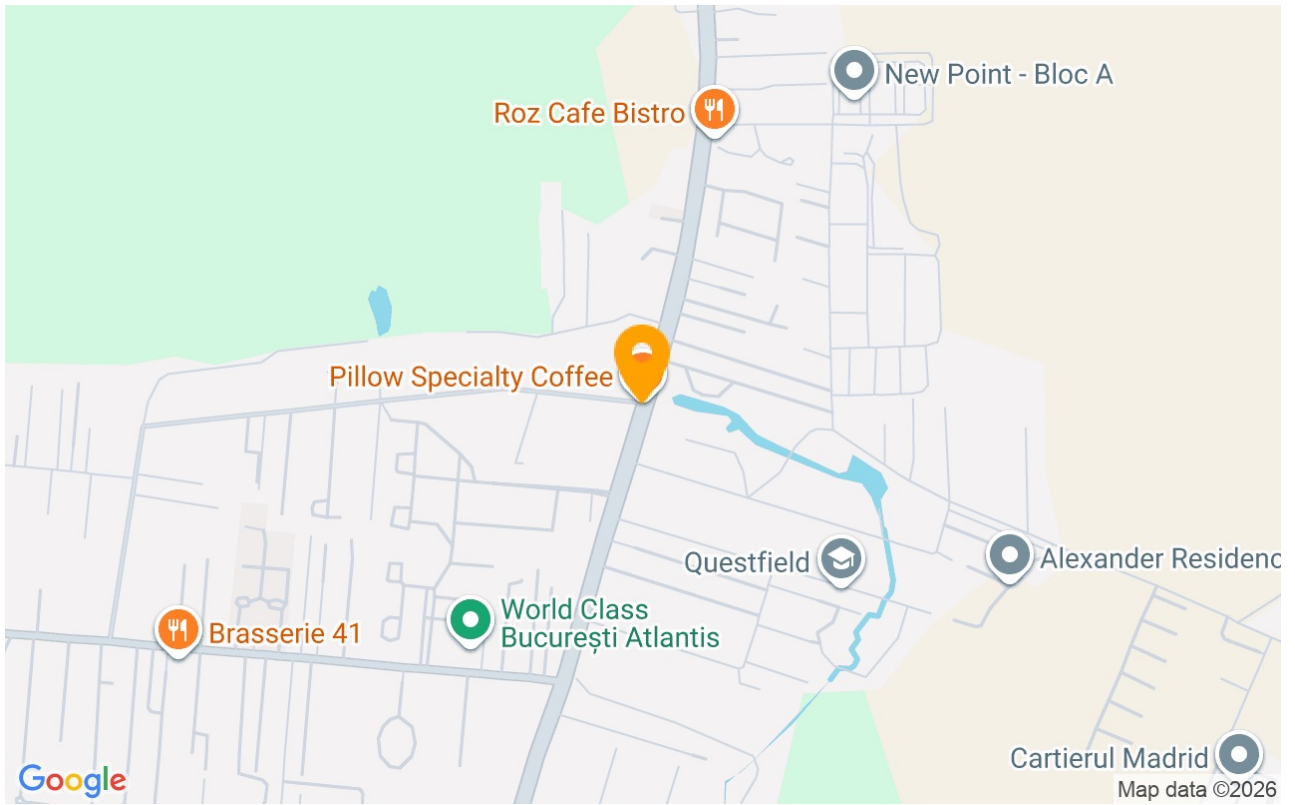 New Point - Bloc A
Roz Cafe Bistro
Pillow Specialty Coffee
Questfield
Alexander Residenc
World Class
București Atlantis
Brasserie 41
Cartierul Madrid
Google
Map data ©2026